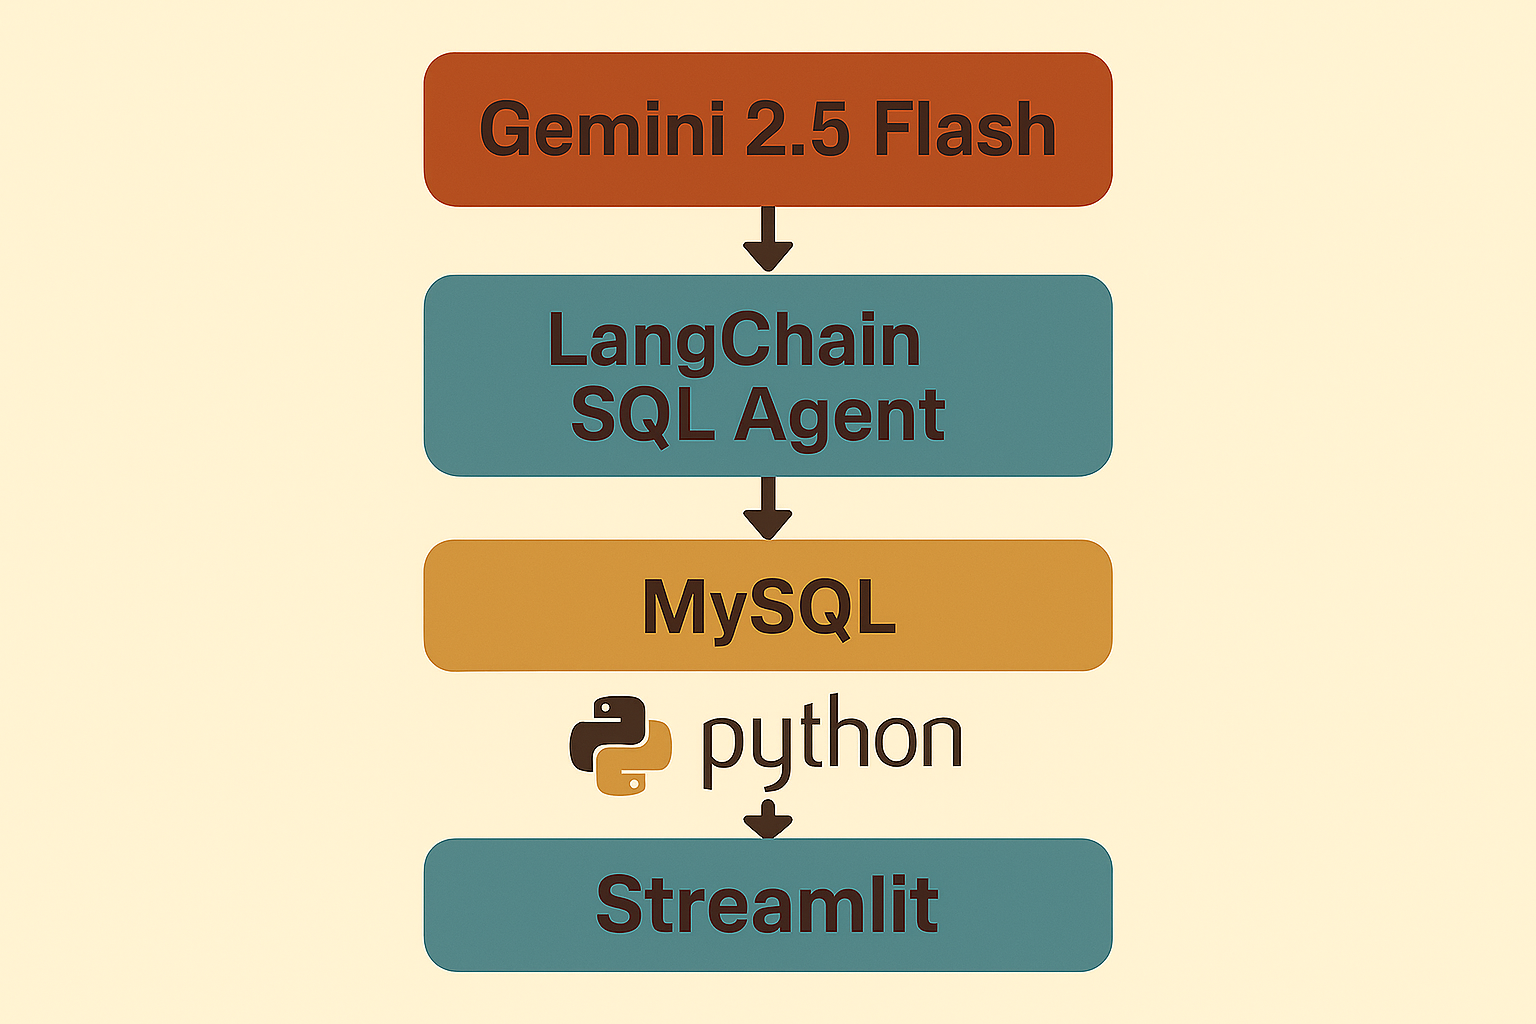 Gemini 2.5 Flash
LangChain
SQL Agent
MySQL
python
Streamlit